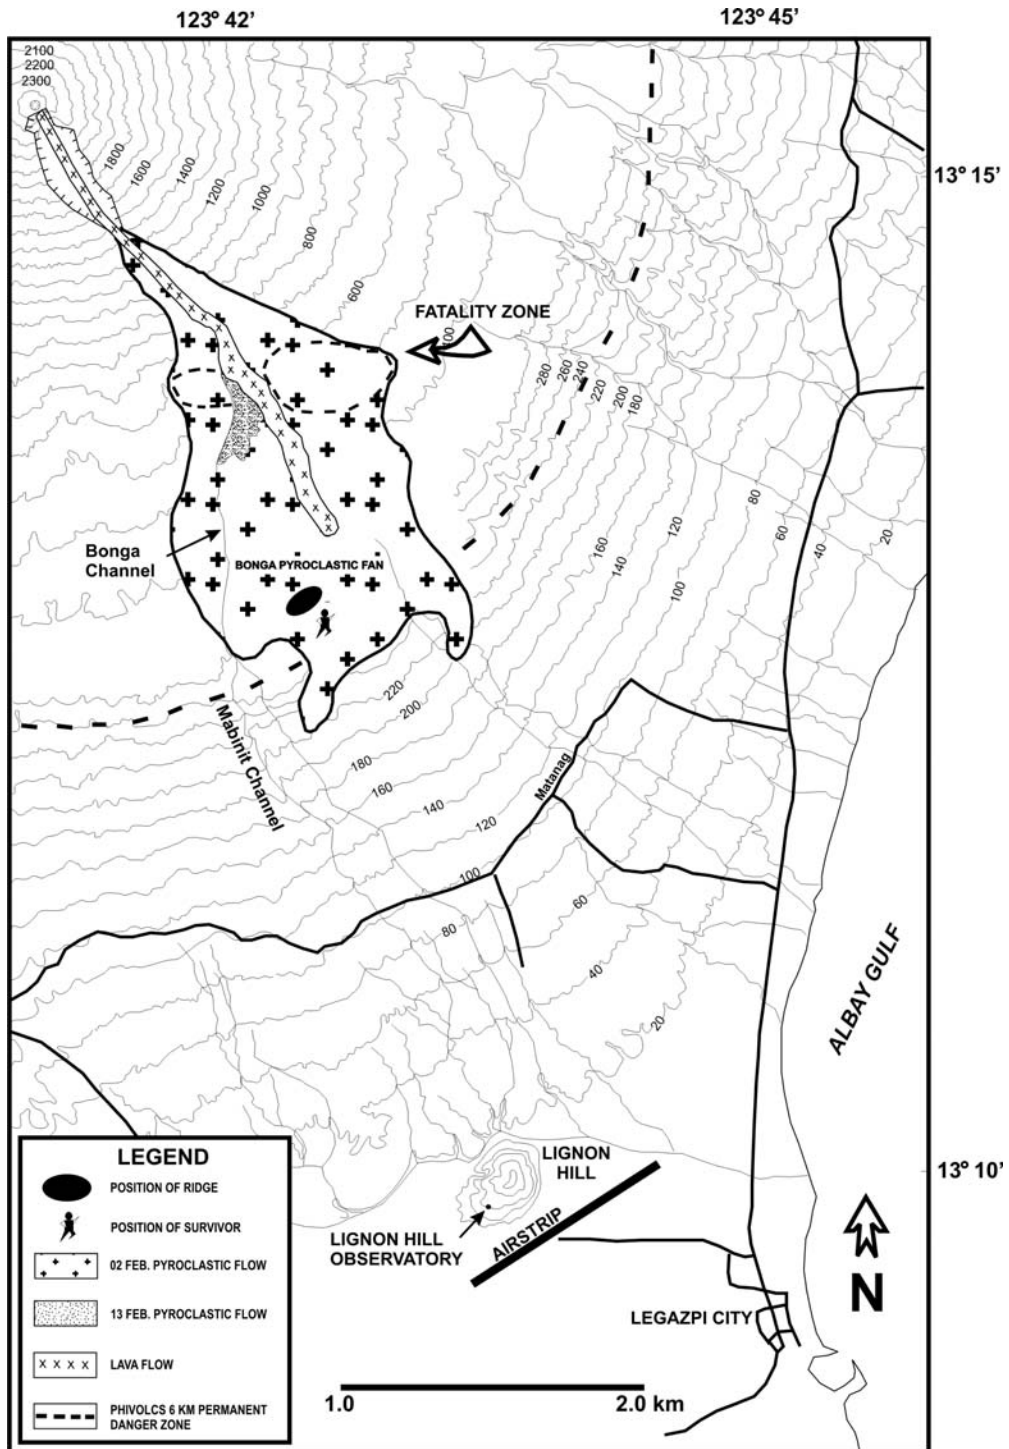 123° 42'
123° 45'
2100
2200
2300
1800
1600
1400
1200
1000
800
600
13° 15'
FATALITY ZONE
280
260
240
220
200
180
80
60
40
20
120
160
140
100
Bonga
Channel
BONGA PYROCLASTIC FAN
220
200
180
160
140
120
100
80
Mabinit Channel
Matanag
60
40
20
ALBAY GULF
13° 10'
LIGNON
HILL
LIGNON HILL
OBSERVATORY
AIRSTRIP
N
LEGAZPI CITY
1.0
2.0 km
LEGEND
POSITION OF RIDGE
POSITION OF SURVIVOR
02 FEB. PYROCLASTIC FLOW
13 FEB. PYROCLASTIC FLOW
X X X X
LAVA FLOW
PHIVOLCS 6 KM PERMANENT
DANGER ZONE